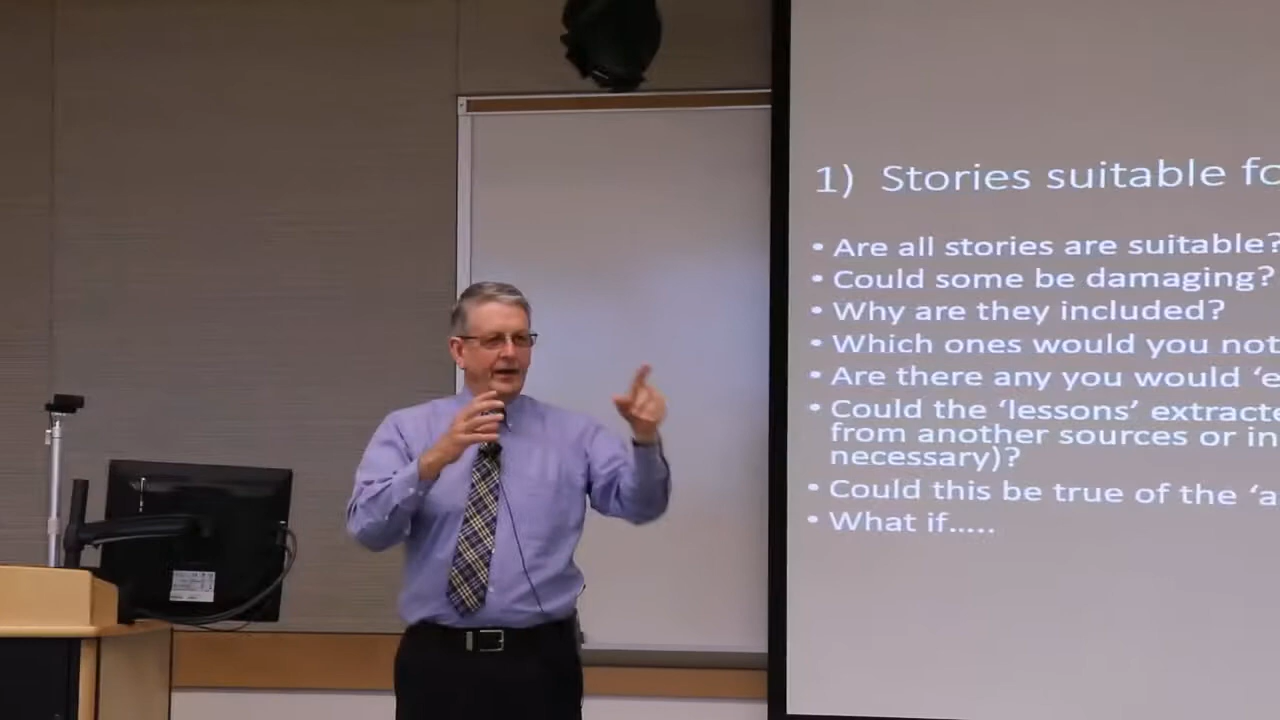 1) Stories suitable fo
• Are all stories are suitable?
• Could some be damaging?
• Why are they included?
• Which ones would you not
• Are there any you would ‘e
• Could the ‘lessons’ extracte
from another sources or in
necessary)?
• Could this be true of the ‘a
• What if.....